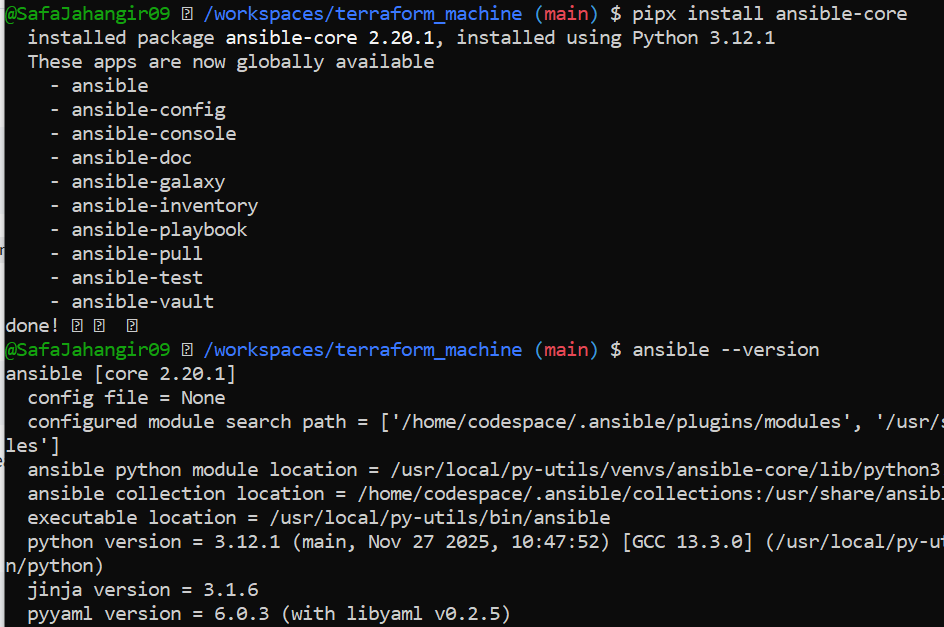 @SafaJahangir09 /workspaces/terraform_machine (main) $ pipx install ansible-core
installed package ansible-core 2.20.1, installed using Python 3.12.1
These apps are now globally available
- ansible
- ansible-config
- ansible-console
- ansible-doc
- ansible-galaxy
- ansible-inventory
- ansible-playbook
- ansible-pull
- ansible-test
- ansible-vault
done!
@SafaJahangir09 /workspaces/terraform_machine (main) $ ansible --version
ansible [core 2.20.1]
config file = None
configured module search path = ['/home/codespace/.ansible/plugins/modules', '/usr/s
les']
ansible python module location = /usr/local/py-utils/venvs/ansible-core/lib/python3
ansible collection location = /home/codespace/.ansible/collections:/usr/share/ansibl
executable location = /usr/local/py-utils/bin/ansible
python version = 3.12.1 (main, Nov 27 2025, 10:47:52) [GCC 13.3.0] (/usr/local/py-ut
n/python)
jinja version = 3.1.6
pyyaml version = 6.0.3 (with libyaml v0.2.5)